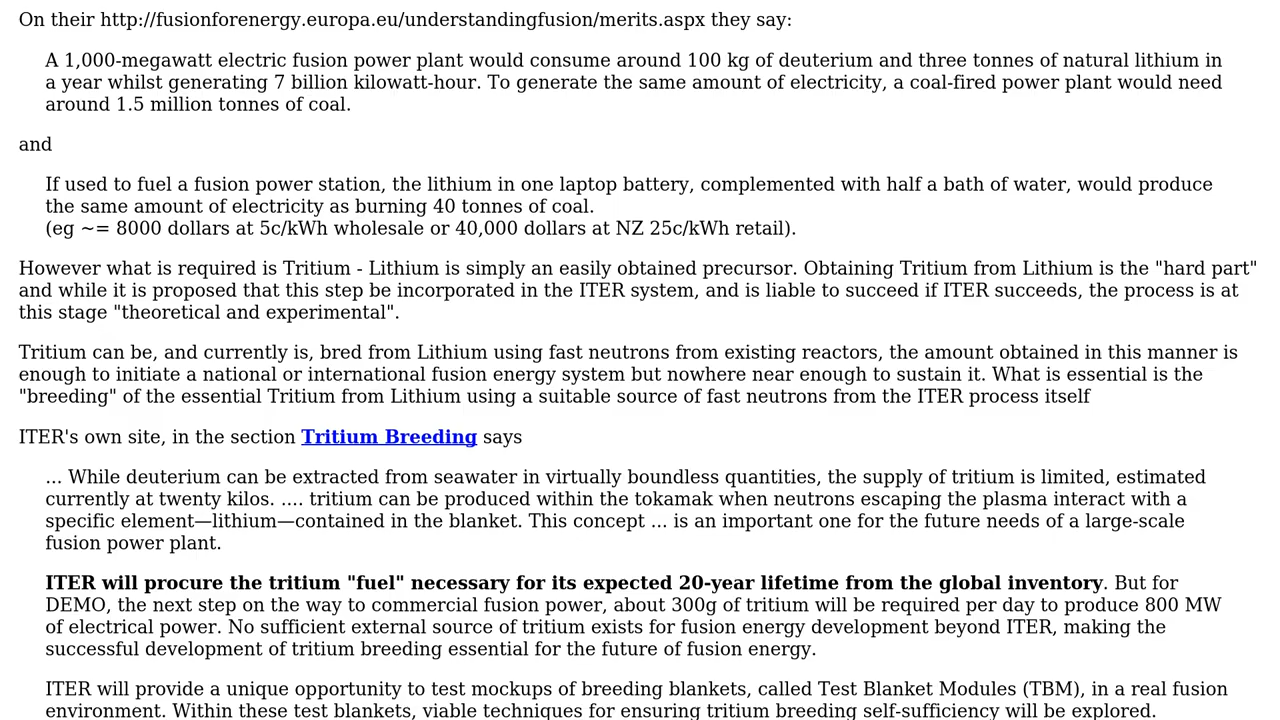 On their http://fusionforenergy.europa.eu/understandingfusion/merits.aspx they say:
A 1,000-megawatt electric fusion power plant would consume around 100 kg of deuterium and three tonnes of natural lithium in
a year whilst generating 7 billion kilowatt-hour. To generate the same amount of electricity, a coal-fired power plant would need
around 1.5 million tonnes of coal.
and
If used to fuel a fusion power station, the lithium in one laptop battery, complemented with half a bath of water, would produce
the same amount of electricity as burning 40 tonnes of coal.
(eg ~= 8000 dollars at 5c/kWh wholesale or 40,000 dollars at NZ 25c/kWh retail).
However what is required is Tritium - Lithium is simply an easily obtained precursor. Obtaining Tritium from Lithium is the "hard part"
and while it is proposed that this step be incorporated in the ITER system, and is liable to succeed if ITER succeeds, the process is at
this stage "theoretical and experimental".
Tritium can be, and currently is, bred from Lithium using fast neutrons from existing reactors, the amount obtained in this manner is
enough to initiate a national or international fusion energy system but nowhere near enough to sustain it. What is essential is the
"breeding" of the essential Tritium from Lithium using a suitable source of fast neutrons from the ITER process itself
ITER's own site, in the section Tritium Breeding says
... While deuterium can be extracted from seawater in virtually boundless quantities, the supply of tritium is limited, estimated
currently at twenty kilos. .... tritium can be produced within the tokamak when neutrons escaping the plasma interact with a
specific element—lithium—contained in the blanket. This concept ... is an important one for the future needs of a large-scale
fusion power plant.
ITER will procure the tritium "fuel" necessary for its expected 20-year lifetime from the global inventory. But for
DEMO, the next step on the way to commercial fusion power, about 300g of tritium will be required per day to produce 800 MW
of electrical power. No sufficient external source of tritium exists for fusion energy development beyond ITER, making the
successful development of tritium breeding essential for the future of fusion energy.
ITER will provide a unique opportunity to test mockups of breeding blankets, called Test Blanket Modules (TBM), in a real fusion
environment. Within these test blankets, viable techniques for ensuring tritium breeding self-sufficiency will be explored.